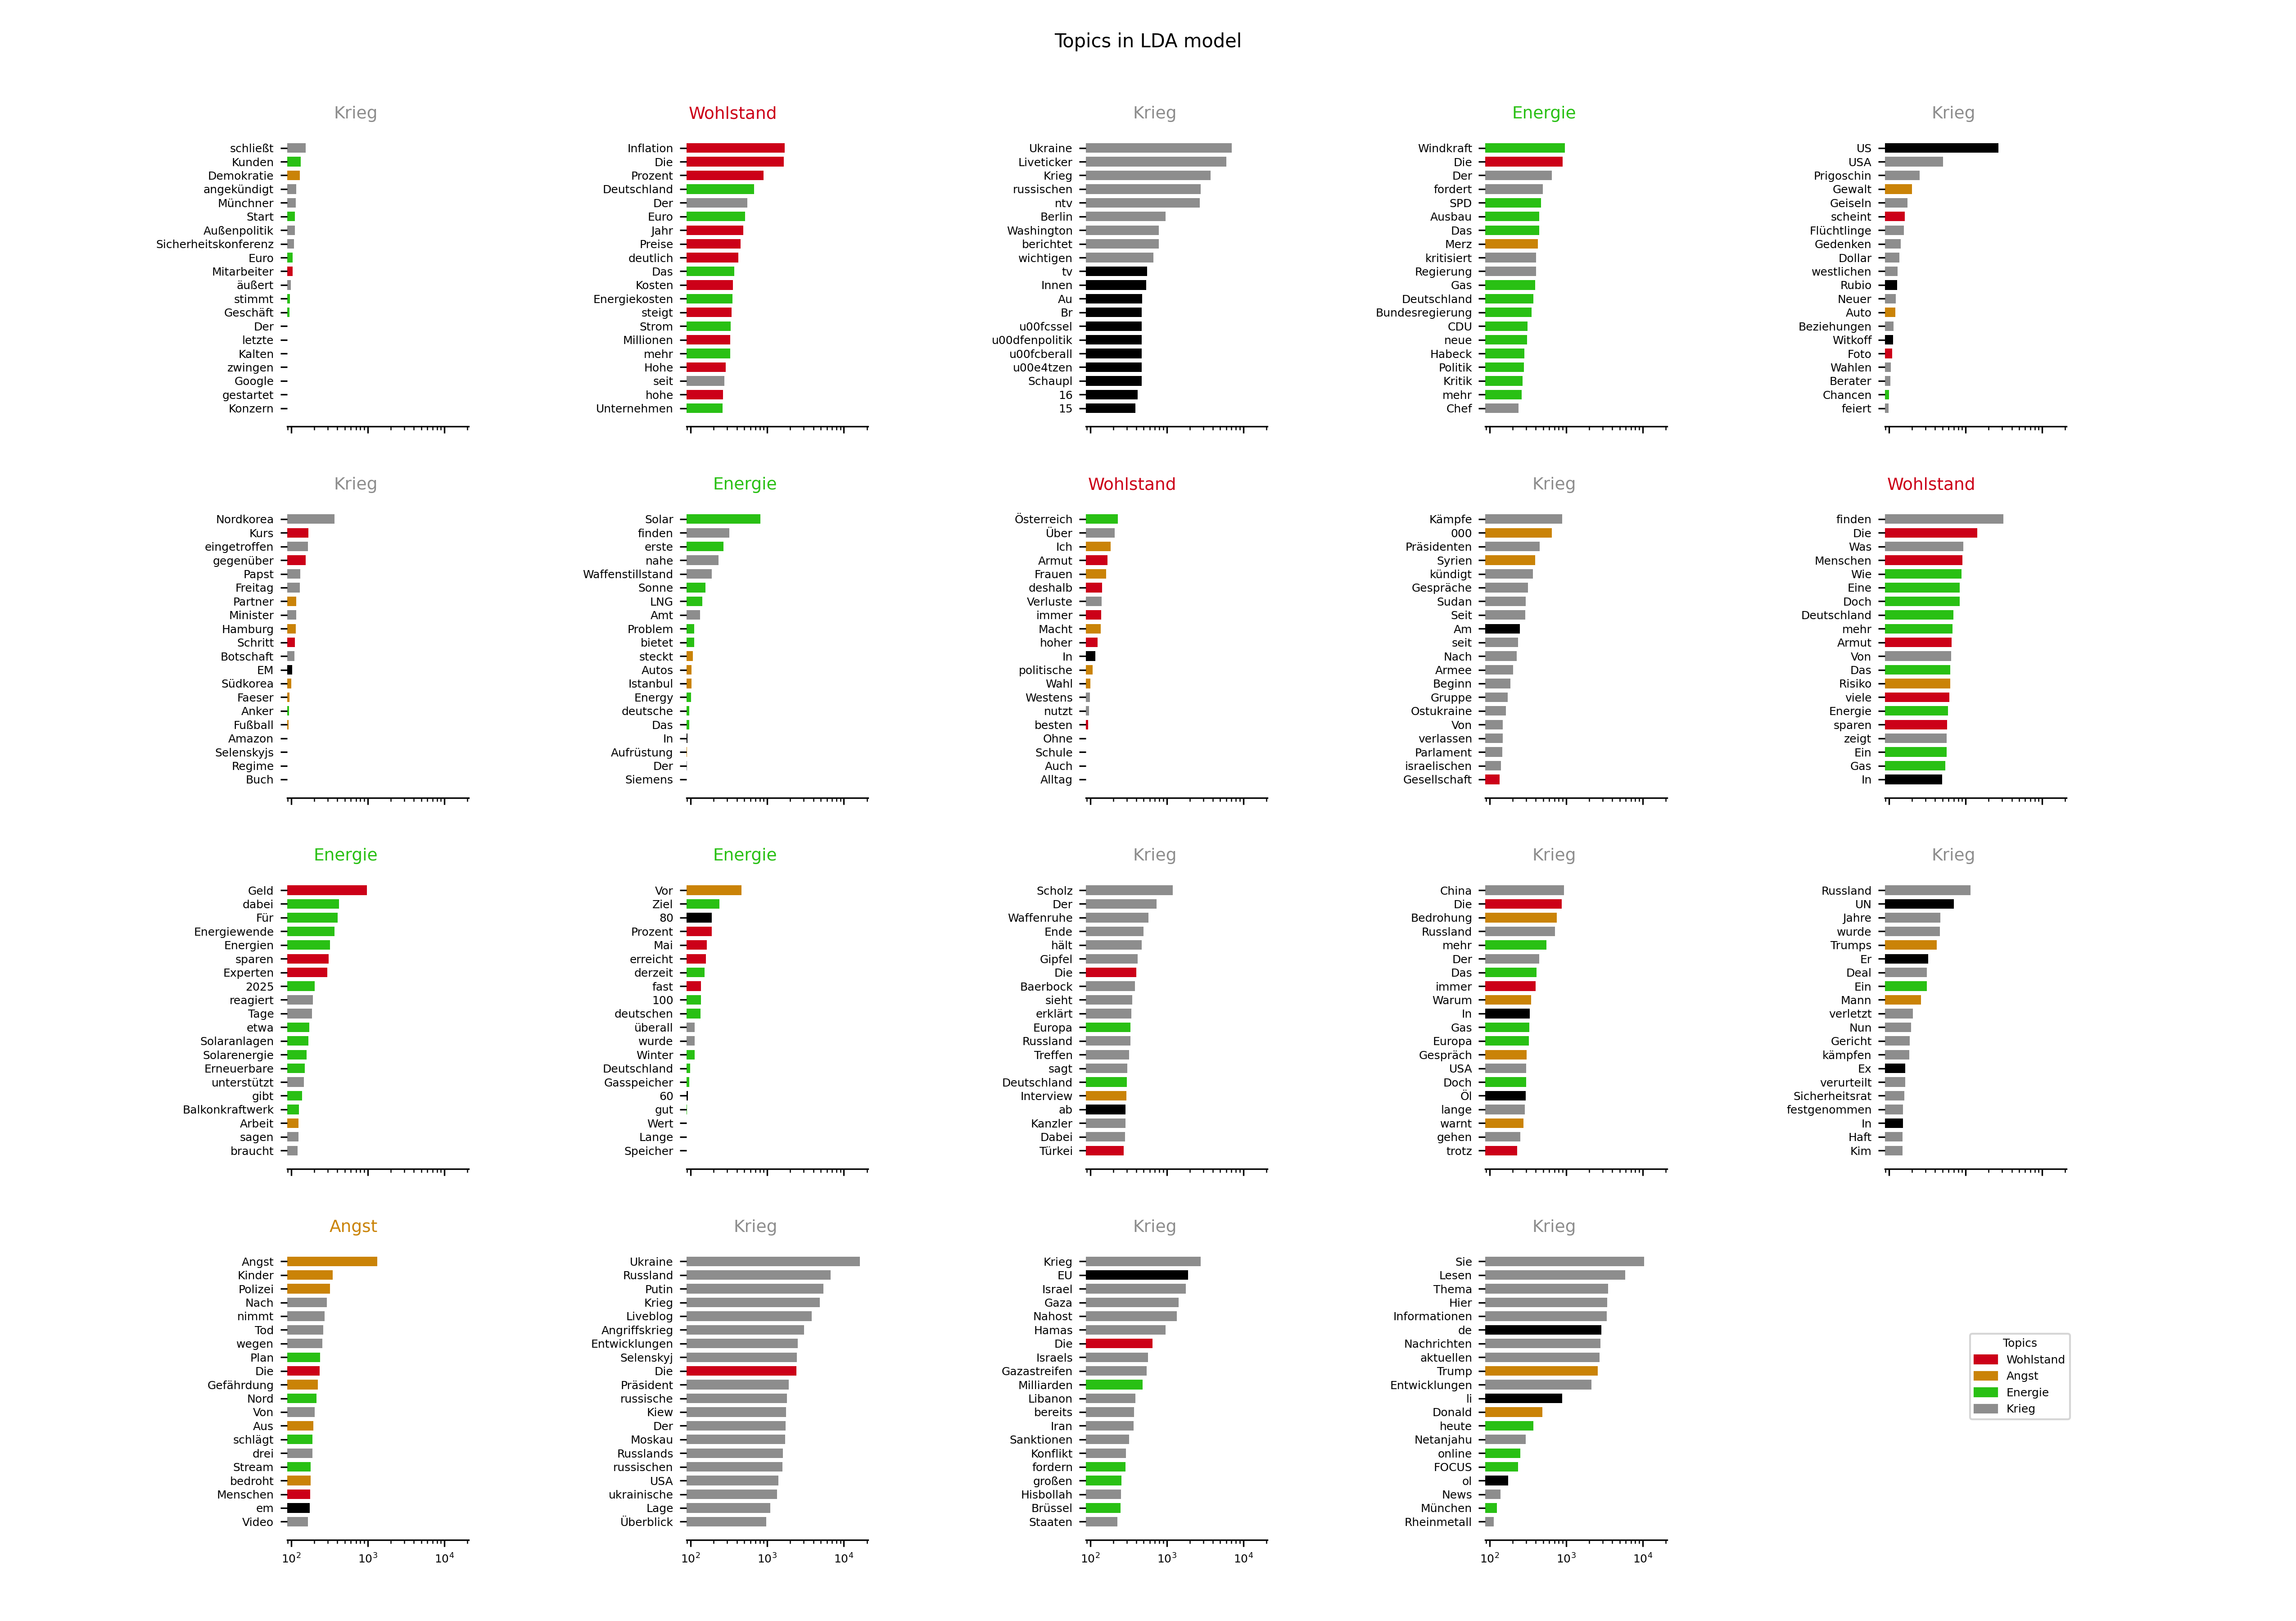 Topics in LDA model
Krieg
schließt
Kunden
Demokratie
angekündigt
Münchner
Start
Außenpolitik
Sicherheitskonferenz
Euro
Mitarbeiter
äußert
stimmt
Geschäft
Der
letzte
Kalten
zwingen
Google
gestartet
Konzern
Wohlstand
Inflation
Die
Prozent
Deutschland
Der
Euro
Jahr
Preise
deutlich
Das
Kosten
Energiekosten
steigt
Strom
Millionen
mehr
Hohe
seit
hohe
Unternehmen
Krieg
Ukraine
Liveticker
Krieg
russischen
ntv
Berlin
Washington
berichtet
wichtigen
tv
Innen
Au
Br
u00fcssel
u00dfenpolitik
u00fcberall
u00e4tzen
Schaupl
16
15
Energie
Windkraft
Die
Der
fordert
SPD
Ausbau
Das
Merz
kritisiert
Regierung
Gas
Deutschland
Bundesregierung
CDU
neue
Habeck
Politik
Kritik
mehr
Chef
Krieg
US
USA
Prigoschin
Gewalt
Geiseln
scheint
Flüchtlinge
Gedenken
Dollar
westlichen
Rubio
Neuer
Auto
Beziehungen
Witkoff
Foto
Wahlen
Berater
Chancen
feiert
Krieg
Nordkorea
Kurs
eingetroffen
gegenüber
Papst
Freitag
Partner
Minister
Hamburg
Schritt
Botschaft
EM
Südkorea
Faeser
Anker
Fußball
Amazon
Selenskyjs
Regime
Buch
Energie
Solar
finden
erste
nahe
Waffenstillstand
Sonne
LNG
Amt
Problem
bietet
steckt
Autos
Istanbul
Energy
deutsche
Das
In
Aufrüstung
Der
Siemens
Wohlstand
Österreich
Über
Ich
Armut
Frauen
deshalb
Verluste
immer
Macht
hoher
In
politische
Wahl
Westens
nutzt
besten
Ohne
Schule
Auch
Alltag
Krieg
Kämpfe
000
Präsidenten
Syrien
kündigt
Gespräche
Sudan
Seit
Am
seit
Nach
Armee
Beginn
Gruppe
Ostukraine
Von
verlassen
Parlament
israelischen
Gesellschaft
Wohlstand
finden
Die
Was
Menschen
Wie
Eine
Doch
Deutschland
mehr
Armut
Von
Das
Risiko
viele
Energie
sparen
zeigt
Ein
Gas
In
Energie
Geld
dabei
Für
Energiewende
Energien
sparen
Experten
2025
reagiert
Tage
etwa
Solaranlagen
Solarenergie
Erneuerbare
unterstützt
gibt
Balkonkraftwerk
Arbeit
sagen
braucht
Energie
Vor
Ziel
80
Prozent
Mai
erreicht
derzeit
fast
100
deutschen
überall
wurde
Winter
Deutschland
Gasspeicher
60
gut
Wert
Lange
Speicher
Krieg
Scholz
Der
Waffenruhe
Ende
hält
Gipfel
Die
Baerbock
sieht
erklärt
Europa
Russland
Treffen
sagt
Deutschland
Interview
ab
Kanzler
Dabei
Türkei
Krieg
China
Die
Bedrohung
Russland
mehr
Der
Das
immer
Warum
In
Gas
Europa
Gespräch
USA
Doch
Öl
lange
warnt
gehen
trotz
Krieg
Russland
UN
Jahre
wurde
Trumps
Er
Deal
Ein
Mann
verletzt
Nun
Gericht
kämpfen
Ex
verurteilt
Sicherheitsrat
festgenommen
In
Haft
Kim
Angst
Angst
Kinder
Polizei
Nach
nimmt
Tod
wegen
Plan
Die
Gefährdung
Nord
Von
Aus
schlägt
drei
Stream
bedroht
Menschen
em
Video
10² 10³ 10⁴
Krieg
Ukraine
Russland
Putin
Krieg
Liveblog
Angriffskrieg
Entwicklungen
Selenskyj
Die
Präsident
russische
Kiew
Der
Moskau
Russlands
russischen
USA
ukrainische
Lage
Überblick
10² 10³ 10⁴
Krieg
Krieg
EU
Israel
Gaza
Nahost
Hamas
Die
Israels
Gazastreifen
Milliarden
Libanon
bereits
Iran
Sanktionen
Konflikt
fordern
großen
Hisbollah
Brüssel
Staaten
10² 10³ 10⁴
Krieg
Sie
Lesen
Thema
Hier
Informationen
de
Nachrichten
aktuellen
Trump
Entwicklungen
li
Donald
heute
Netanjahu
online
FOCUS
ol
News
München
Rheinmetall
10² 10³ 10⁴
Topics
Wohlstand
Angst
Energie
Krieg